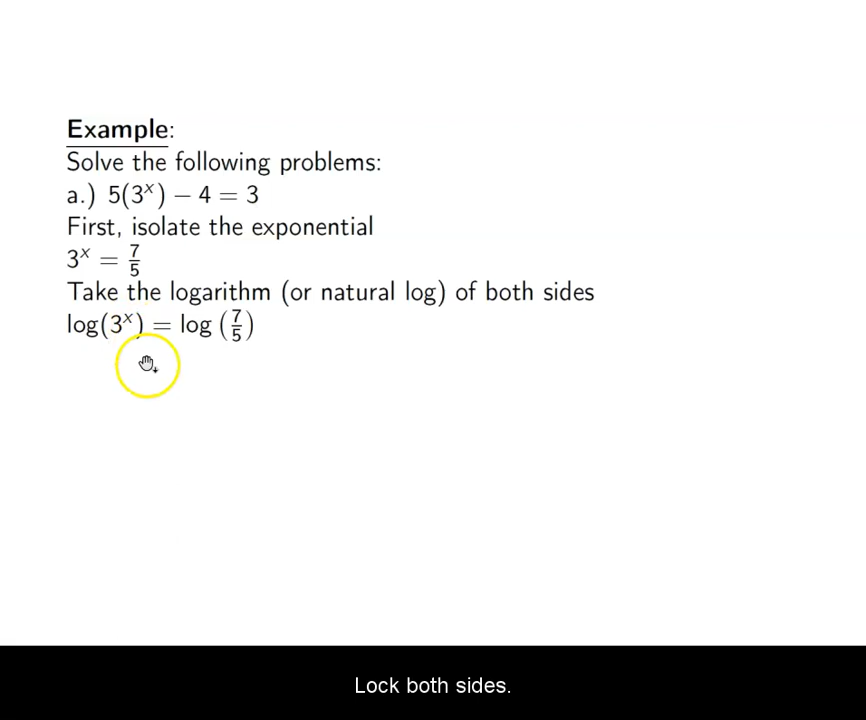 Example:
Solve the following problems:
a.) 5(3ˣ) − 4 = 3
First, isolate the exponential
3ˣ = 7/5
Take the logarithm (or natural log) of both sides
log(3ˣ) = log (7/5)
Lock both sides.